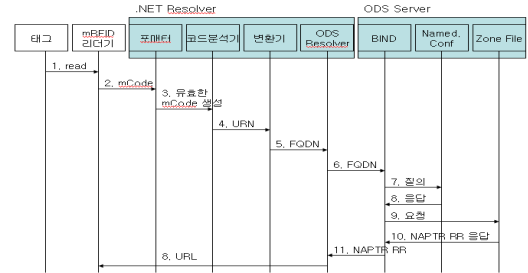 .NET Resolver
ODS Server
태그
mRFID
리더기
포매터
코드분석기
변환기
ODS
Resolver
BIND
Named.
Conf
Zone File
1, read
2, mCode
3, 유효한
mCode 생성
4, URN
5, FQDN
6, FQDN
7, 질의
8, 응답
9, 요청
10, NAPTR RR 응답
11, NAPTR RR
8, URL